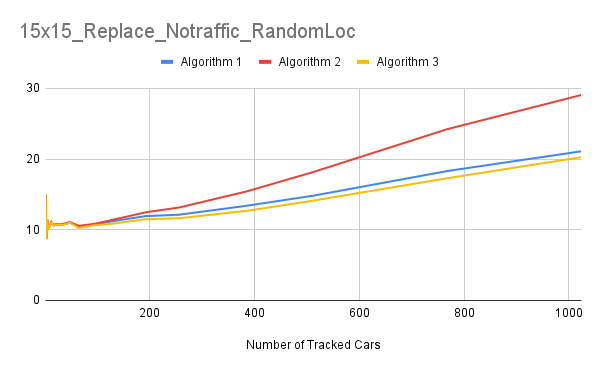 15x15_Replace_Notraffic_RandomLoc
Algorithm 1 Algorithm 2 Algorithm 3
30
20
10
0
200 400 600 800 1000
Number of Tracked Cars